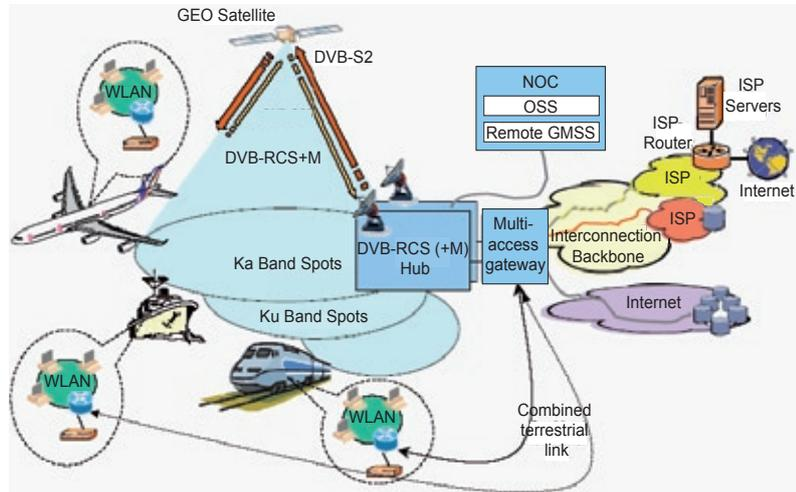 GEO Satellite
DVB-S2
WLAN
DVB-RCS+M
NOC
OSS
Remote GMSS
ISP
Servers
ISP-
Router
Internet
ISP
ISP
Multi-
access
gateway
Interconnection
Backbone
DVB-RCS (+M)
Hub
Ka Band Spots
Ku Band Spots
Internet
WLAN
WLAN
Combined
terrestrial
link